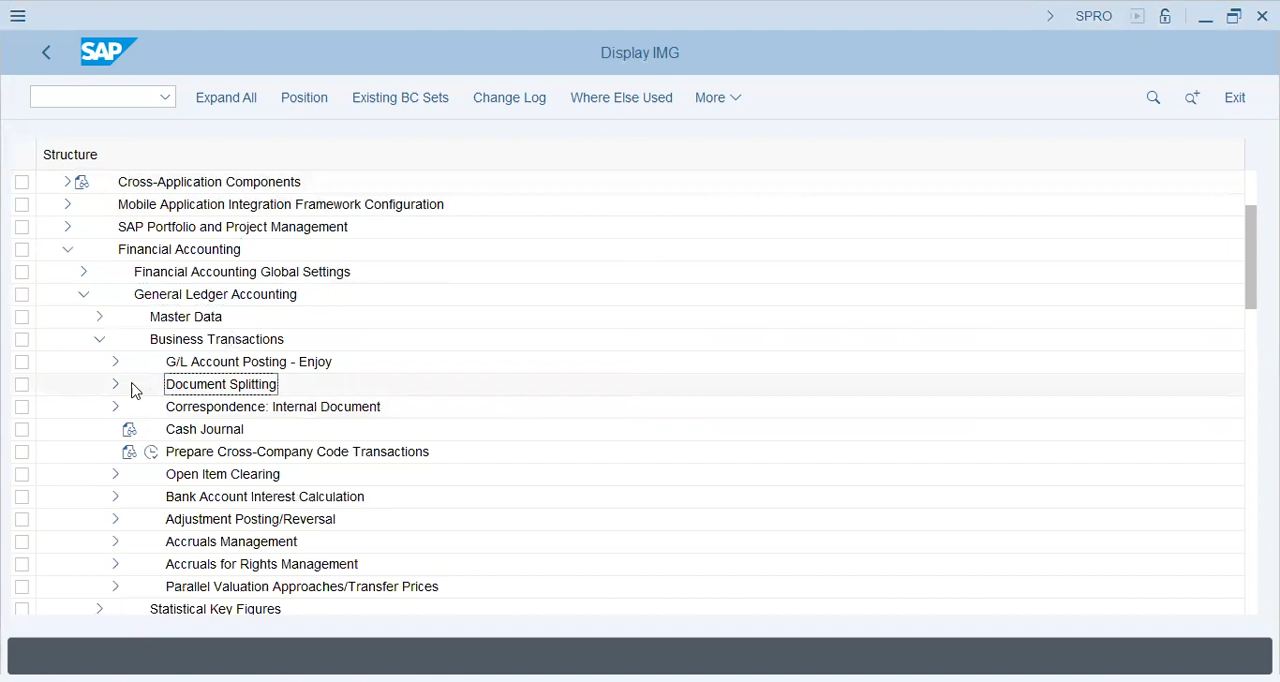 SPRO
SAP
Display IMG
Expand All Position Existing BC Sets Change Log Where Else Used More Exit
Structure
Cross-Application Components
Mobile Application Integration Framework Configuration
SAP Portfolio and Project Management
Financial Accounting
Financial Accounting Global Settings
General Ledger Accounting
Master Data
Business Transactions
G/L Account Posting - Enjoy
Document Splitting
Correspondence: Internal Document
Cash Journal
Prepare Cross-Company Code Transactions
Open Item Clearing
Bank Account Interest Calculation
Adjustment Posting/Reversal
Accruals Management
Accruals for Rights Management
Parallel Valuation Approaches/Transfer Prices
Statistical Key Figures